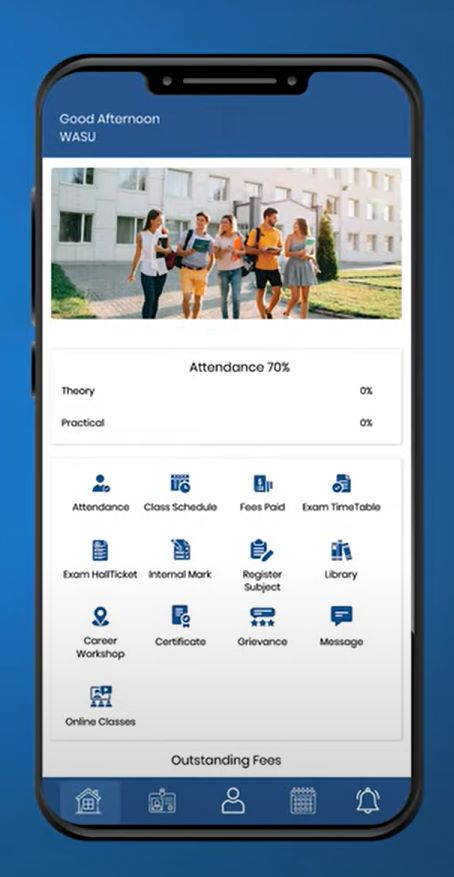 Good Afternoon
WASU
Attendance 70%
Theory 0%
Practical 0%
Attendance Class Schedule Fees Paid Exam TimeTable
Exam HallTicket Internal Mark Register Subject Library
Career Workshop Certificate Grievance Message
Online Classes
Outstanding Fees